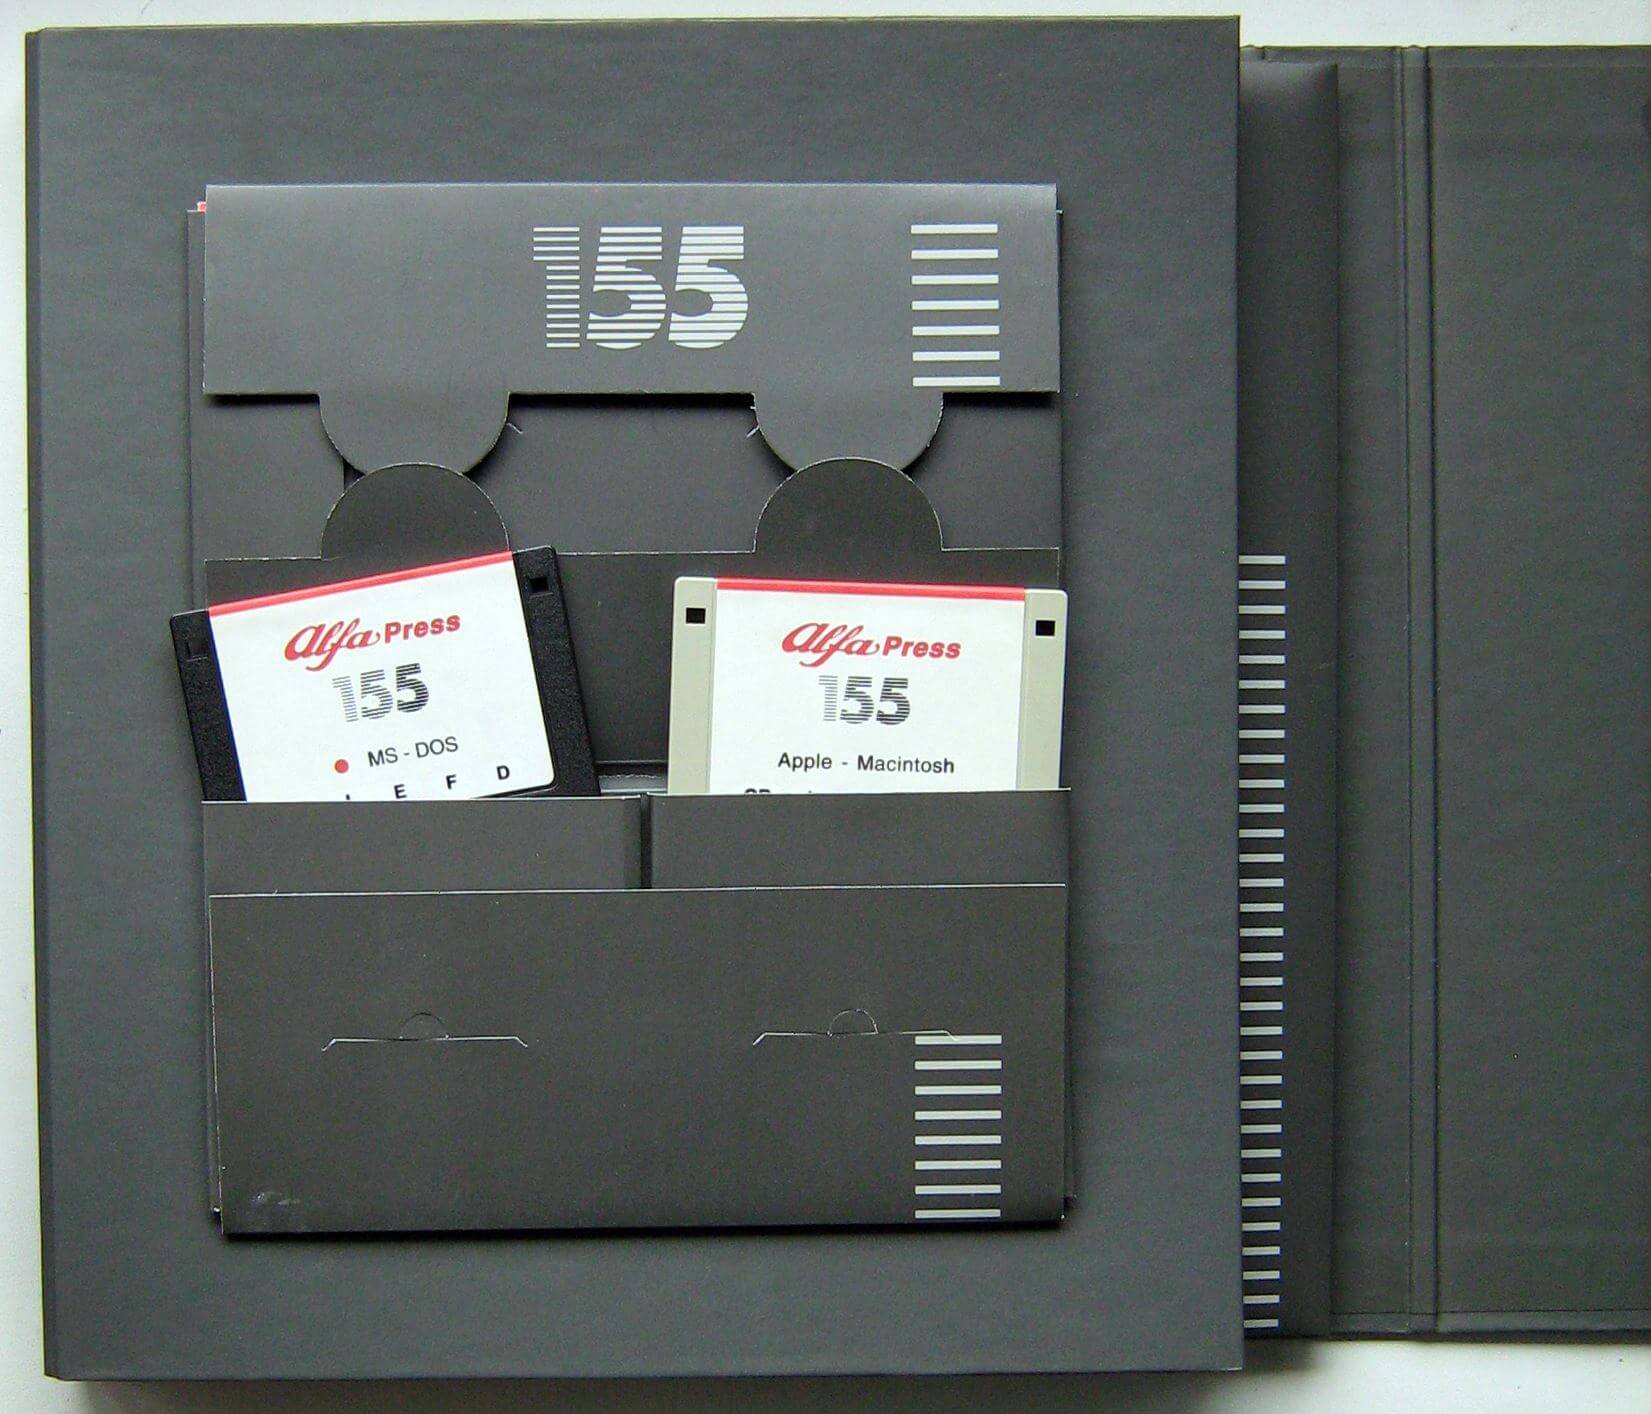 155
Alfa Press
155
MS - DOS
E F D
Alfa Press
155
Apple - Macintosh